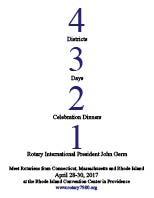 4
Districts
3
Days
2
Celebration Dinners
1
Rotary International President John Germ
Meet Rotarians from Connecticut, Massachusetts and Rhode Island
April 28-30, 2017
at the Rhode Island Convention Center in Providence
www.rotary7980.org